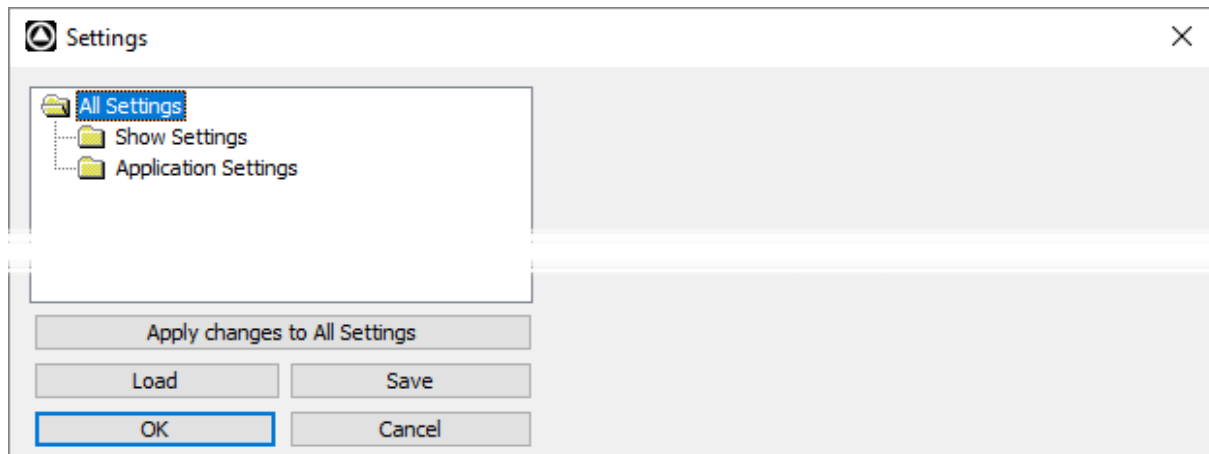 Settings
All Settings
Show Settings
Application Settings
Apply changes to All Settings
Load Save
OK Cancel